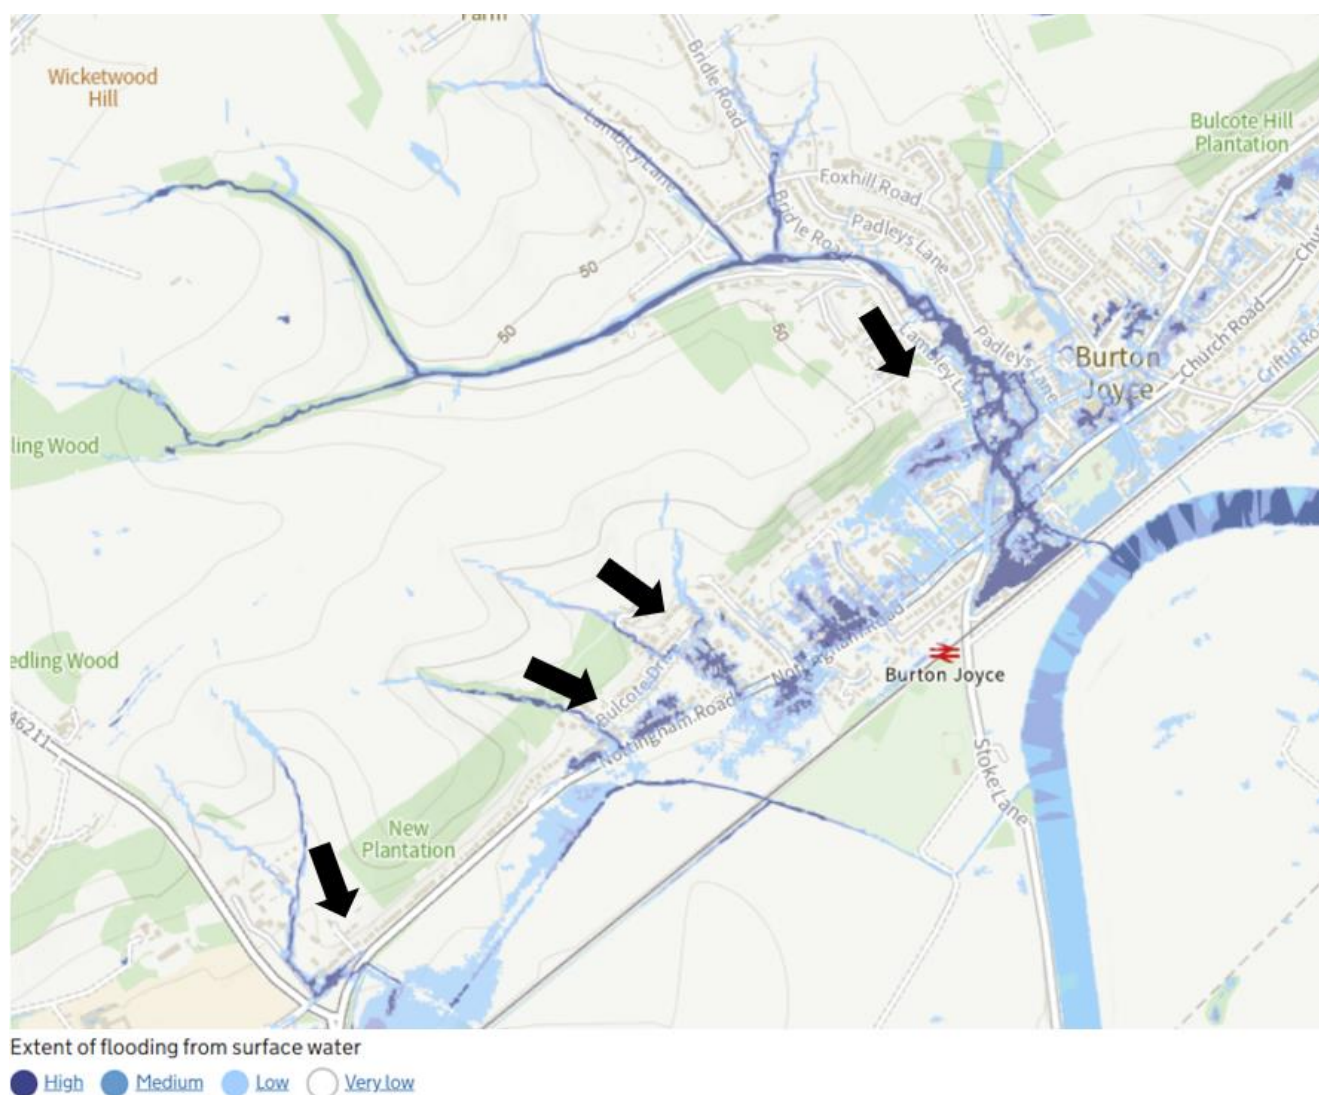 Farm
Wicketwood
Hill
Bridle Road
Bulcote Hill
Plantation
Lambley Lane
Foxhill Road
Bridle Road
Padleys Lane
50
50
50
Lambley Lane
Padleys Lane
Church Road
Burton
Joyce
ling Wood
Bulcote Drive
Nottingham Road
Nottingham Road
Burton Joyce
edling Wood
A6211
Stoke Lane
New
Plantation
Extent of flooding from surface water
High Medium Low Very low